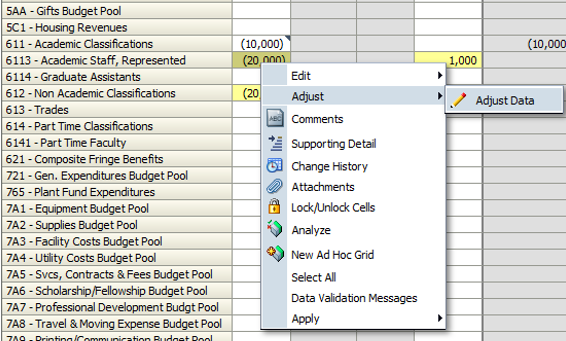 5AA - Gifts Budget Pool
5C1 - Housing Revenues
611 - Academic Classifications (10,000) (10,000
6113 - Academic Staff, Represented (20,000) 1,000
6114 - Graduate Assistants
612 - Non Academic Classifications (20
613 - Trades
614 - Part Time Classifications
6141 - Part Time Faculty
621 - Composite Fringe Benefits
721 - Gen. Expenditures Budget Pool
765 - Plant Fund Expenditures
7A1 - Equipment Budget Pool
7A2 - Supplies Budget Pool
7A3 - Facility Costs Budget Pool
7A4 - Utility Costs Budget Pool
7A5 - Svcs, Contracts & Fees Budget Pool
7A6 - Scholarship/Fellowship Budget Pool
7A7 - Professional Development Budgt Pool
7A8 - Travel & Moving Expense Budgt Pool
7A9 - Printing/Communication Budget Pool
Edit
Adjust
Adjust Data
ABC Comments
Supporting Detail
Change History
Attachments
Lock/Unlock Cells
Analyze
New Ad Hoc Grid
Select All
Data Validation Messages
Apply